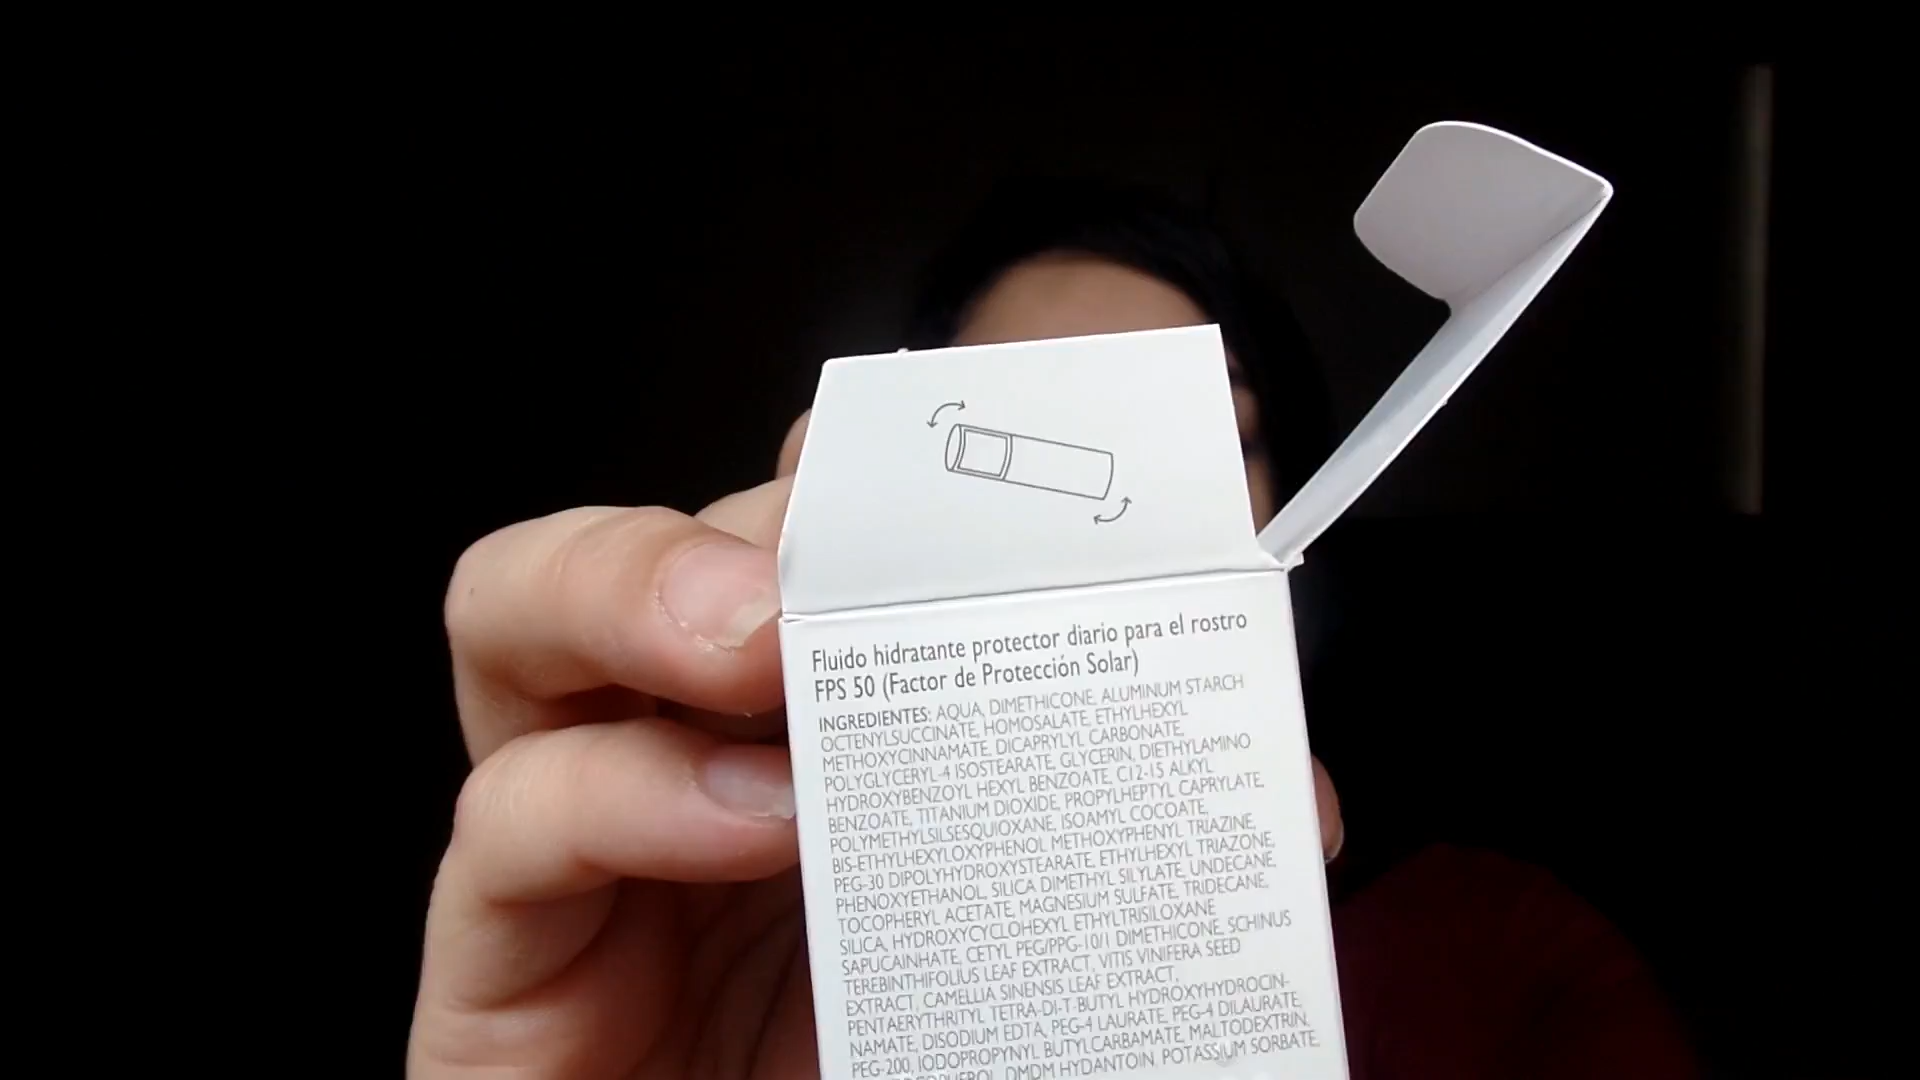 Fluido hidratante protector diario para el rostro
FPS 50 (Factor de Protección Solar)
INGREDIENTES: AQUA, DIMETHICONE, ALUMINUM STARCH
OCTENYLSUCCINATE, HOMOSALATE, ETHYLHEXYL
METHOXYCINNAMATE, DICAPRYLYL CARBONATE,
POLYGLYCERYL-4 ISOSTEARATE, GLYCERIN, DIETHYLAMINO
HYDROXYBENZOYL HEXYL BENZOATE, C12-15 ALKYL
BENZOATE, TITANIUM DIOXIDE, PROPYLHEPTYL CAPRYLATE,
POLYMETHYLSILSESQUIOXANE, ISOAMYL COCOATE,
BIS-ETHYLHEXYLOXYPHENOL METHOXYPHENYL TRIAZINE,
PEG-30 DIPOLYHYDROXYSTEARATE, ETHYLHEXYL TRIAZONE,
PHENOXYETHANOL, SILICA DIMETHYL SILYLATE, UNDECANE,
TOCOPHERYL ACETATE, MAGNESIUM SULFATE, TRIDECANE,
SILICA, HYDROXYCYCLOHEXYL ETHYLTRISILOXANE
SAPUCAINHATE, CETYL PEG/PPG-10/1 DIMETHICONE, SCHINUS
TEREBINTHIFOLIUS LEAF EXTRACT, VITIS VINIFERA SEED
EXTRACT, CAMELLIA SINENSIS LEAF EXTRACT,
PENTAERYTHRITYL TETRA-DI-T-BUTYL HYDROXYHYDROCIN-
NAMATE, DISODIUM EDTA, PEG-4 LAURATE, PEG-4 DILAURATE,
PEG-200, IODOPROPYNYL BUTYLCARBAMATE, MALTODEXTRIN,
DMDM HYDANTOIN, POTASSIUM SORBATE,